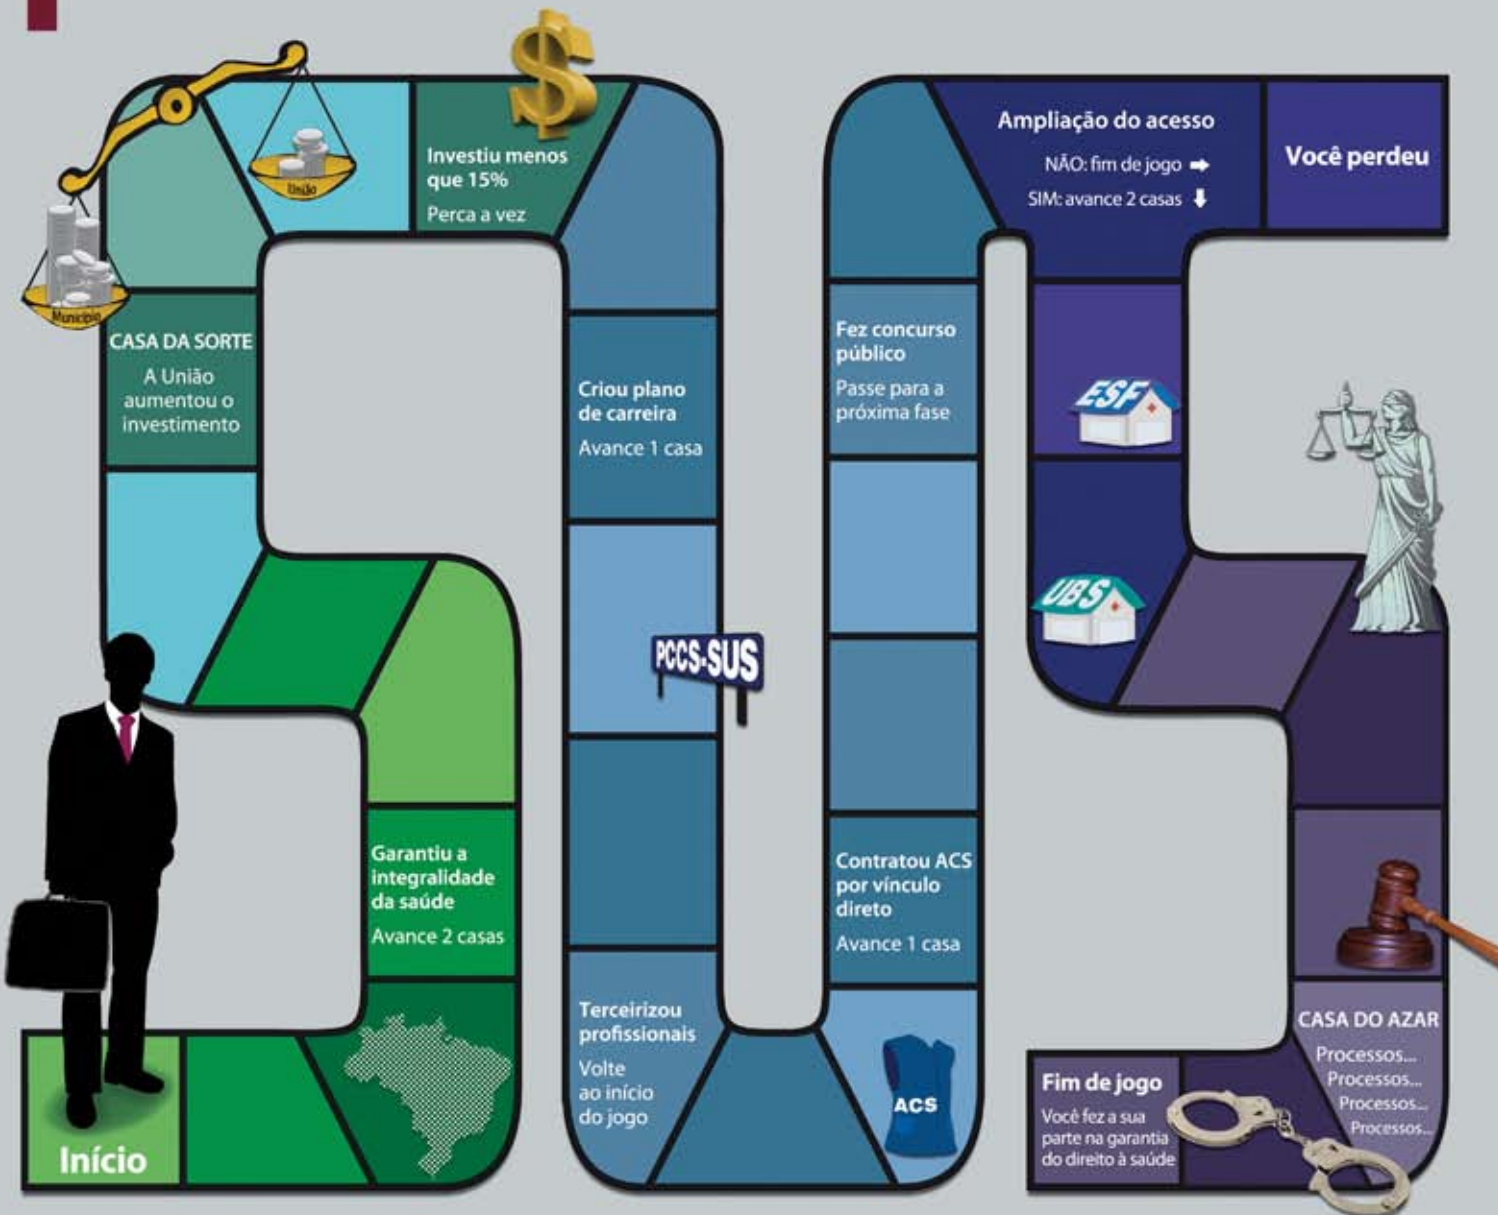 Início
Garantiu a
integralidade
da saúde
Avance 2 casas
CASA DA SORTE
A União
aumentou o
investimento
Município
União
Investiu menos
que 15%
Perca a vez
Criou plano
de carreira
Avance 1 casa
PCCS-SUS
Terceirizou
profissionais
Volte
ao início
do jogo
ACS
Contratou ACS
por vínculo
direto
Avance 1 casa
Fez concurso
público
Passe para a
próxima fase
Ampliação do acesso
NÃO: fim de jogo
SIM: avance 2 casas
Você perdeu
ESF
UBS
CASA DO AZAR
Processos...
Processos...
Processos...
Processos...
Fim de jogo
Você fez a sua
parte na garantia
do direito à saúde